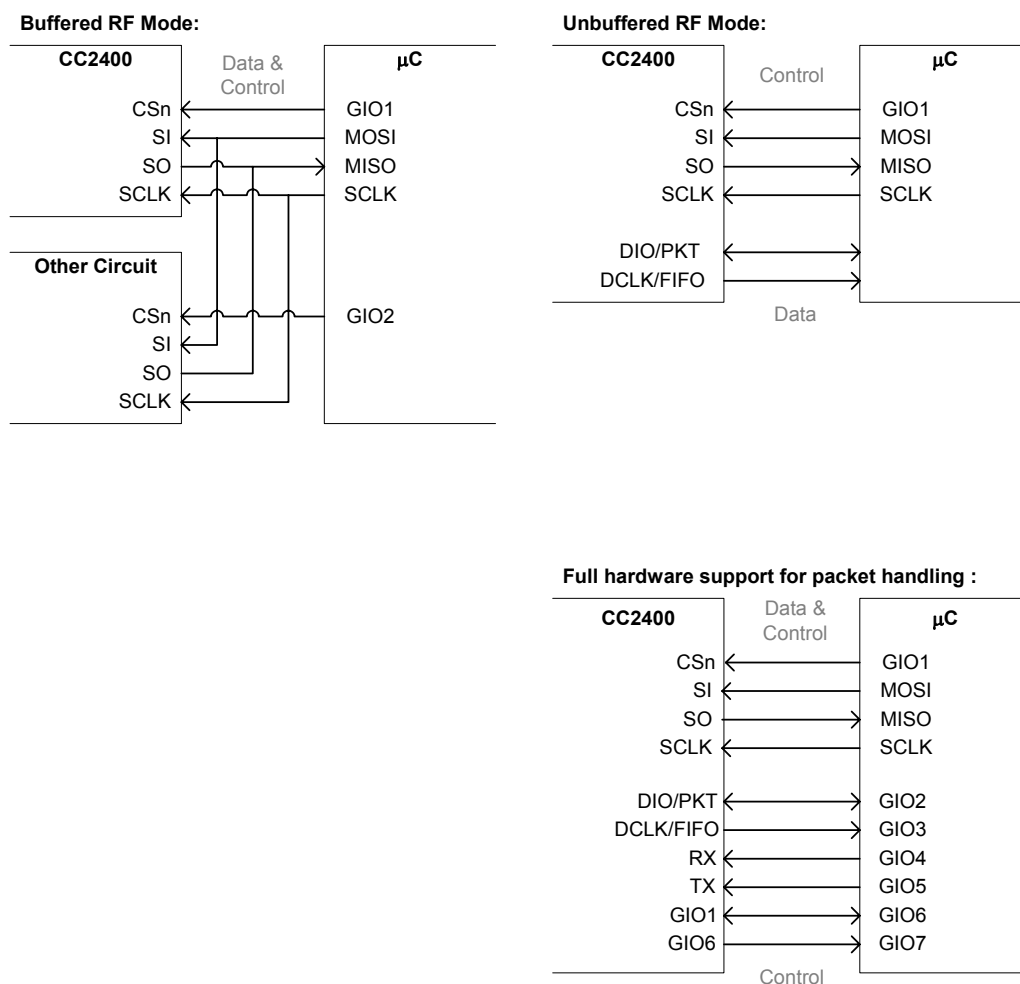 Buffered RF Mode:
CC2400
Data &
Control
μC
CSn
GIO1
SI
MOSI
SO
MISO
SCLK
SCLK
Other Circuit
CSn
GIO2
SI
SO
SCLK
Unbuffered RF Mode:
CC2400
Control
μC
CSn
GIO1
SI
MOSI
SO
MISO
SCLK
SCLK
DIO/PKT
DCLK/FIFO
Data
Full hardware support for packet handling :
CC2400
Data &
Control
μC
CSn
GIO1
SI
MOSI
SO
MISO
SCLK
SCLK
DIO/PKT
GIO2
DCLK/FIFO
GIO3
RX
GIO4
TX
GIO5
GIO1
GIO6
GIO6
GIO7
Control